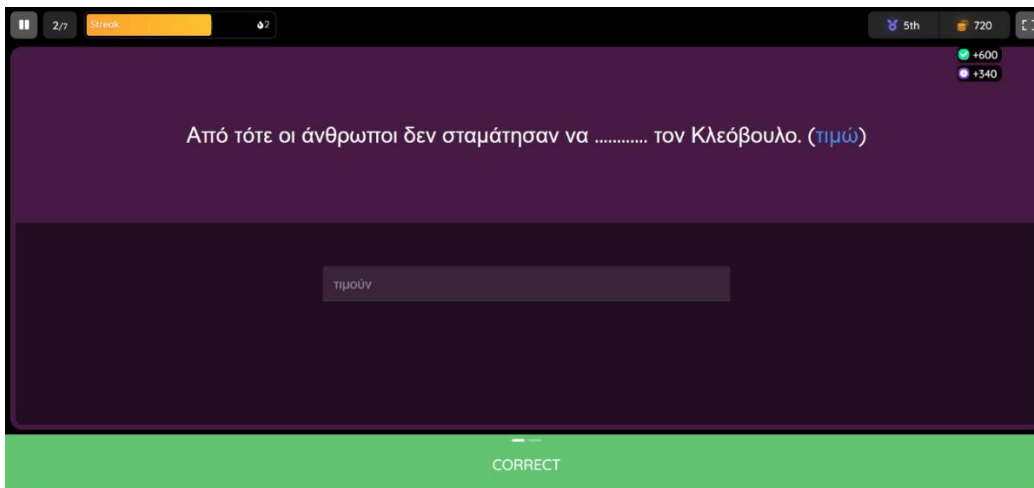 2/7 Streak 2 5th 720
+600
+340
Από τότε οι άνθρωποι δεν σταμάτησαν να ............ τον Κλεόβουλο. (τιμώ)
τιμούν
CORRECT